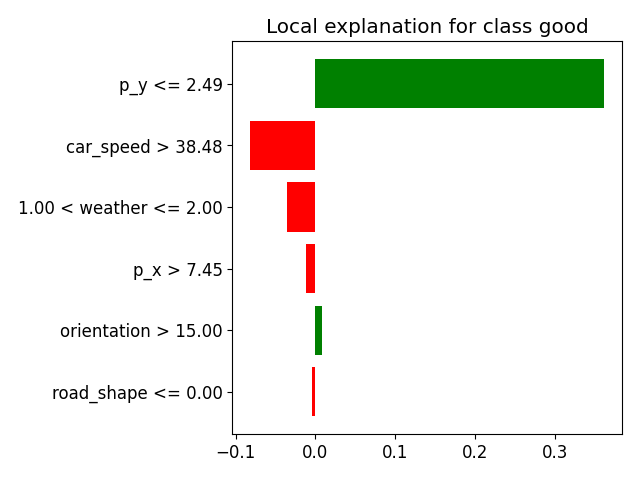 Local explanation for class good
p_y <= 2.49
car_speed > 38.48
1.00 < weather <= 2.00
p_x > 7.45
orientation > 15.00
road_shape <= 0.00
−0.1 0.0 0.1 0.2 0.3